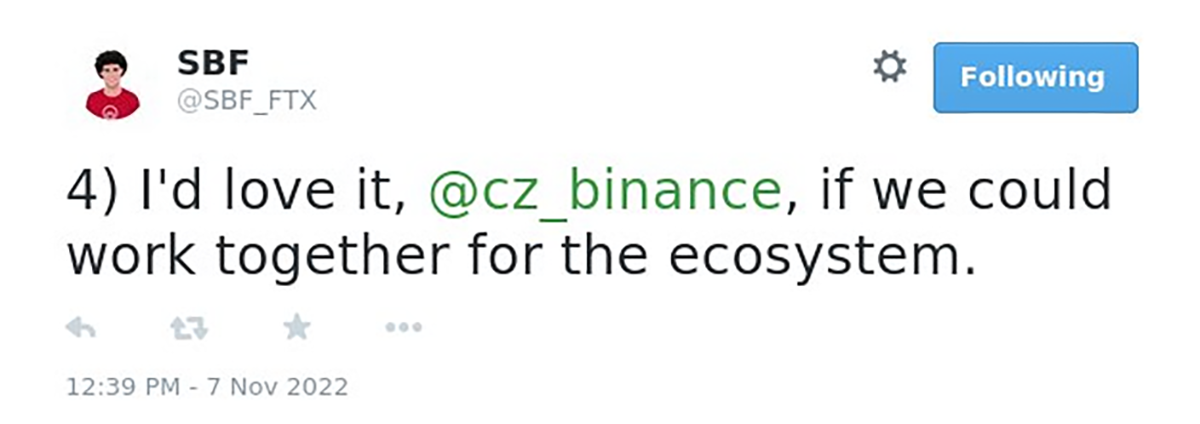 SBF
@SBF_FTX
Following
4) I'd love it, @cz_binance, if we could
work together for the ecosystem.
12:39 PM - 7 Nov 2022